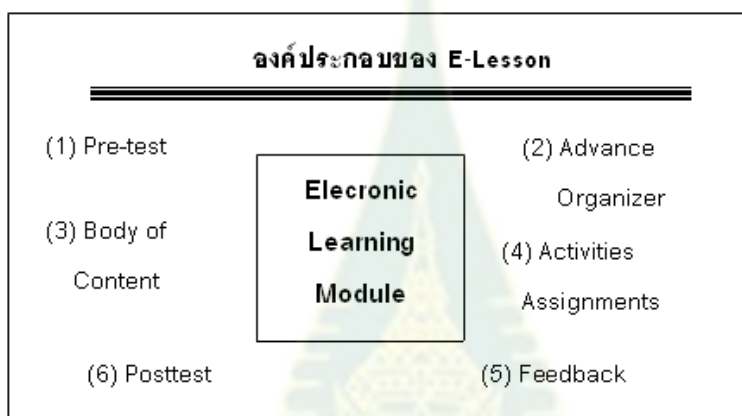 องค์ประกอบของ E-Lesson
(1) Pre-test
(2) Advance
Organizer
(3) Body of
Content
Elecronic
Learning
Module
(4) Activities
Assignments
(6) Posttest
(5) Feedback